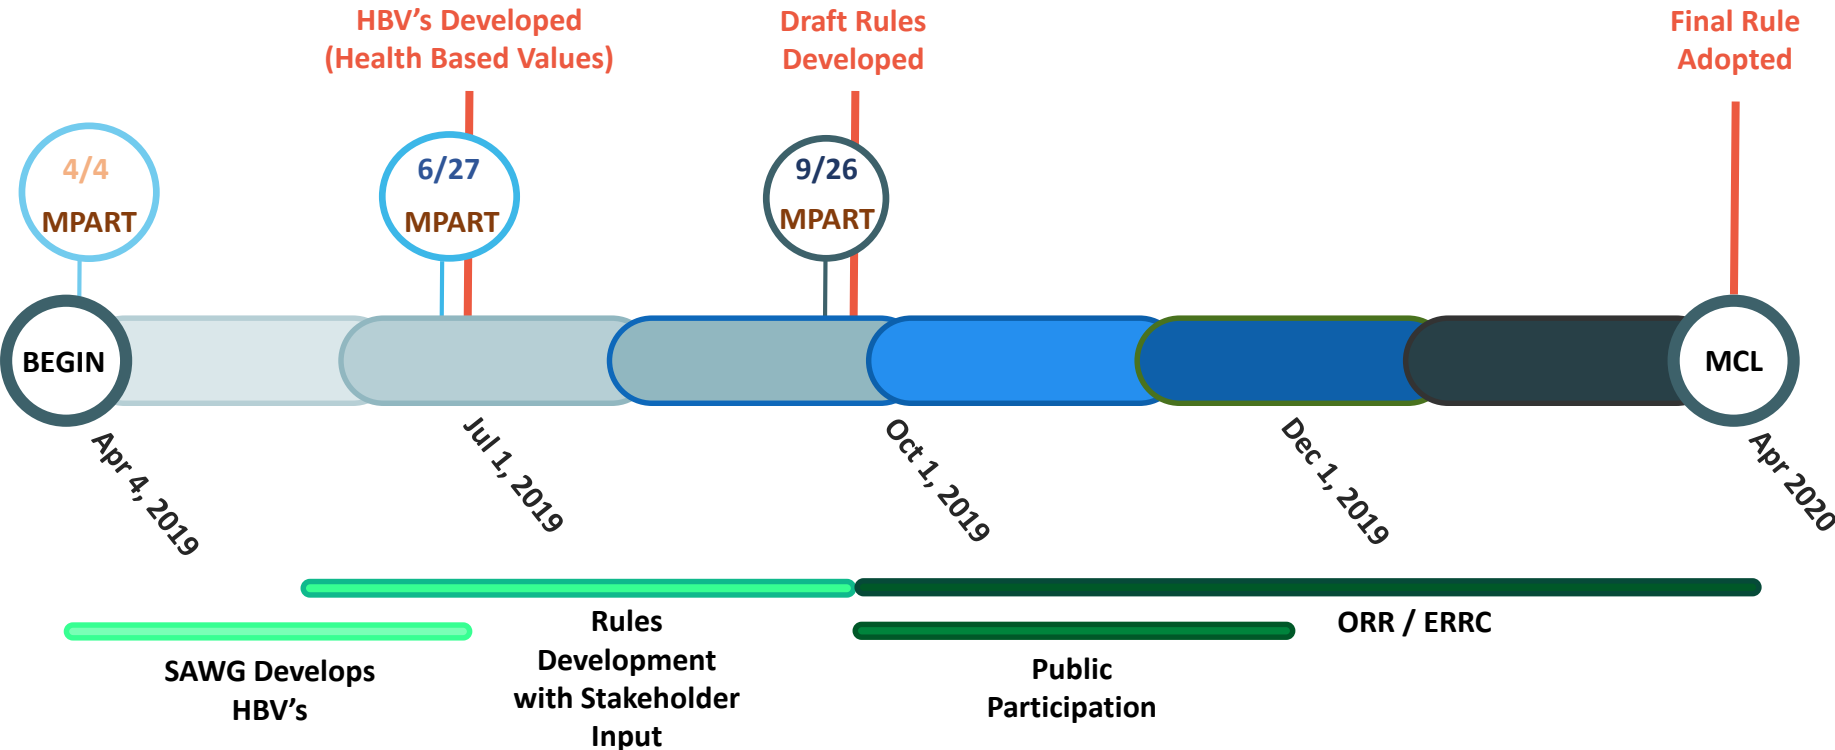 HBV's Developed
(Health Based Values)
Draft Rules
Developed
Final Rule
Adopted
4/4
MPART
6/27
MPART
9/26
MPART
BEGIN
MCL
Apr 4, 2019
Jul 1, 2019
Oct 1, 2019
Dec 1, 2019
Apr 2020
SAWG Develops
HBV's
Rules
Development
with Stakeholder
Input
Public
Participation
ORR / ERRC